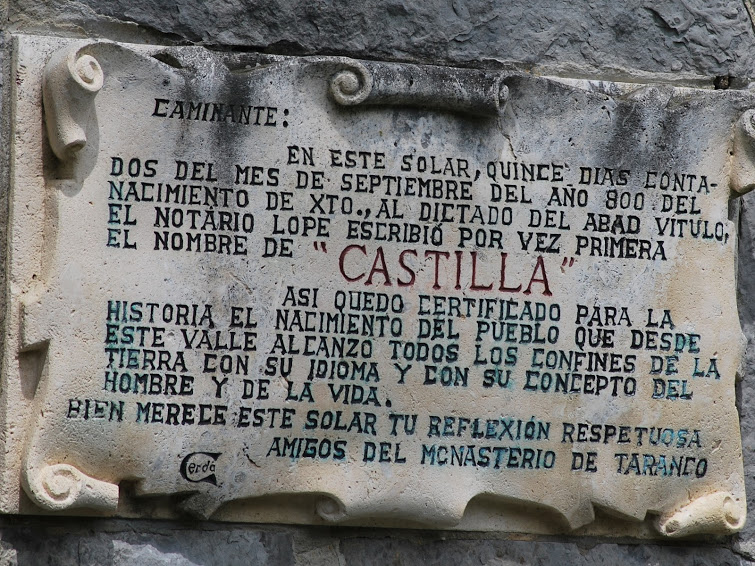 CAMINANTE:
EN ESTE SOLAR, QUINCE DIAS CONTA-
DOS DEL MES DE SEPTIEMBRE DEL AÑO 800 DEL
NACIMIENTO DE XTO., AL DICTADO DEL ABAD VITULO,
EL NOTARIO LOPE ESCRIBIÓ POR VEZ PRIMERA
EL NOMBRE DE "CASTILLA"
ASI QUEDO CERTIFICADO PARA LA
HISTORIA EL NACIMIENTO DEL PUEBLO QUE DESDE
ESTE VALLE ALCANZO TODOS LOS CONFINES DE LA
TIERRA CON SU IDIOMA Y CON SU CONCEPTO DEL
HOMBRE Y DE LA VIDA.
BIEN MERECE ESTE SOLAR TU REFLEXIÓN RESPETUOSA
AMIGOS DEL MONASTERIO DE TARANCO
Cerdá